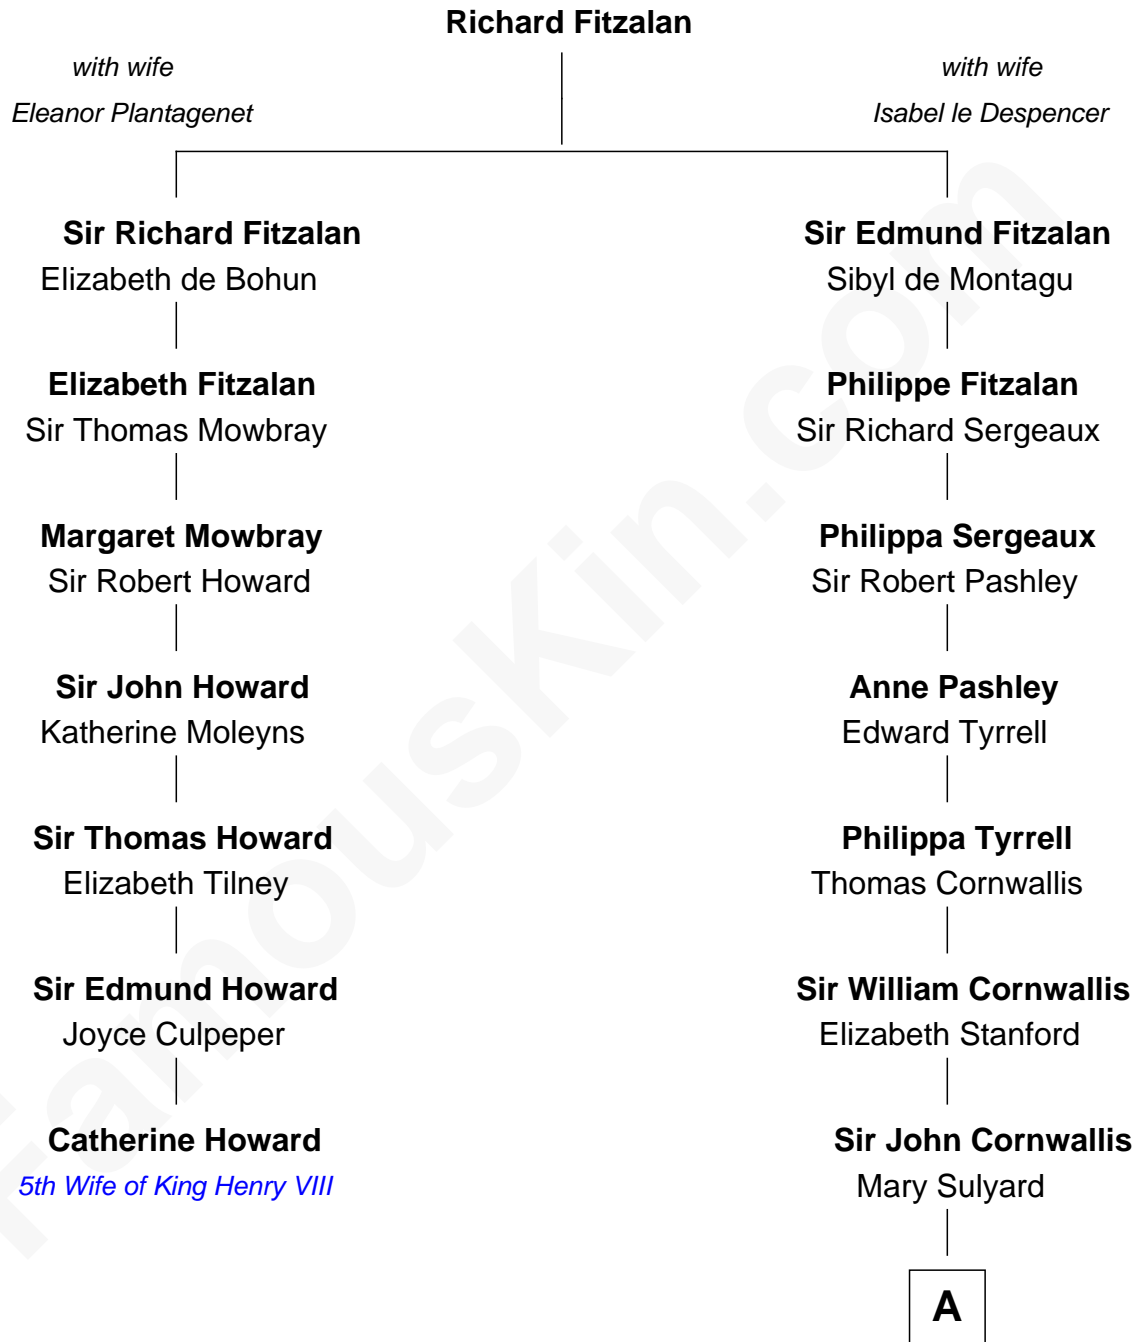 Richard Fitzalan
with wife
Eleanor Plantagenet
with wife
Isabel le Despencer
Sir Richard Fitzalan
Elizabeth de Bohun
Elizabeth Fitzalan
Sir Thomas Mowbray
Margaret Mowbray
Sir Robert Howard
Sir John Howard
Katherine Moleyns
Sir Thomas Howard
Elizabeth Tilney
Sir Edmund Howard
Joyce Culpeper
Catherine Howard
5th Wife of King Henry VIII
Sir Edmund Fitzalan
Sibyl de Montagu
Philippe Fitzalan
Sir Richard Sergeaux
Philippa Sergeaux
Sir Robert Pashley
Anne Pashley
Edward Tyrrell
Philippa Tyrrell
Thomas Cornwallis
Sir William Cornwallis
Elizabeth Stanford
Sir John Cornwallis
Mary Sulyard
A
FamousKin.com